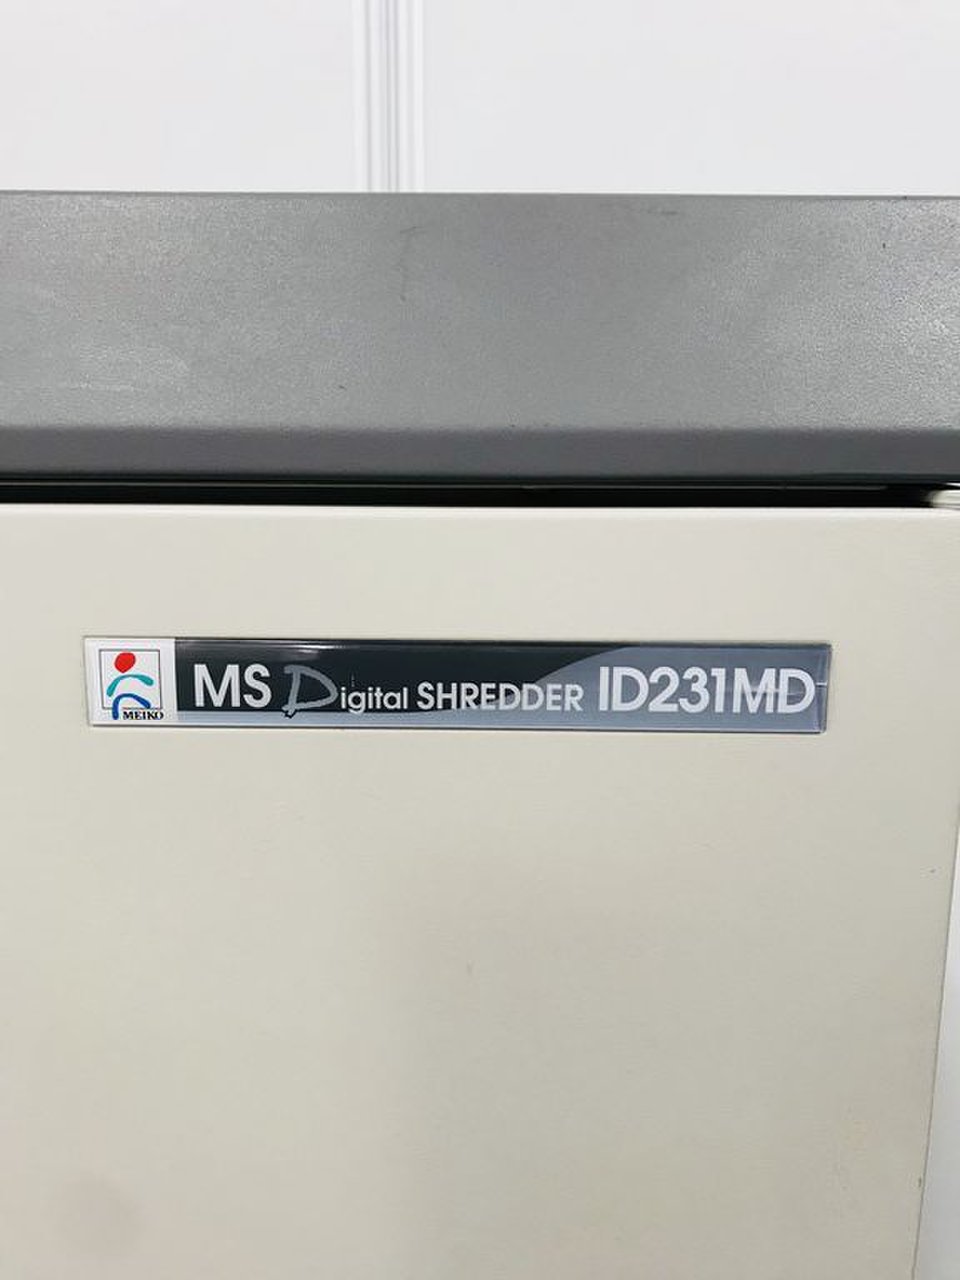 MEIKO
MS Digital SHREDDER ID231MD